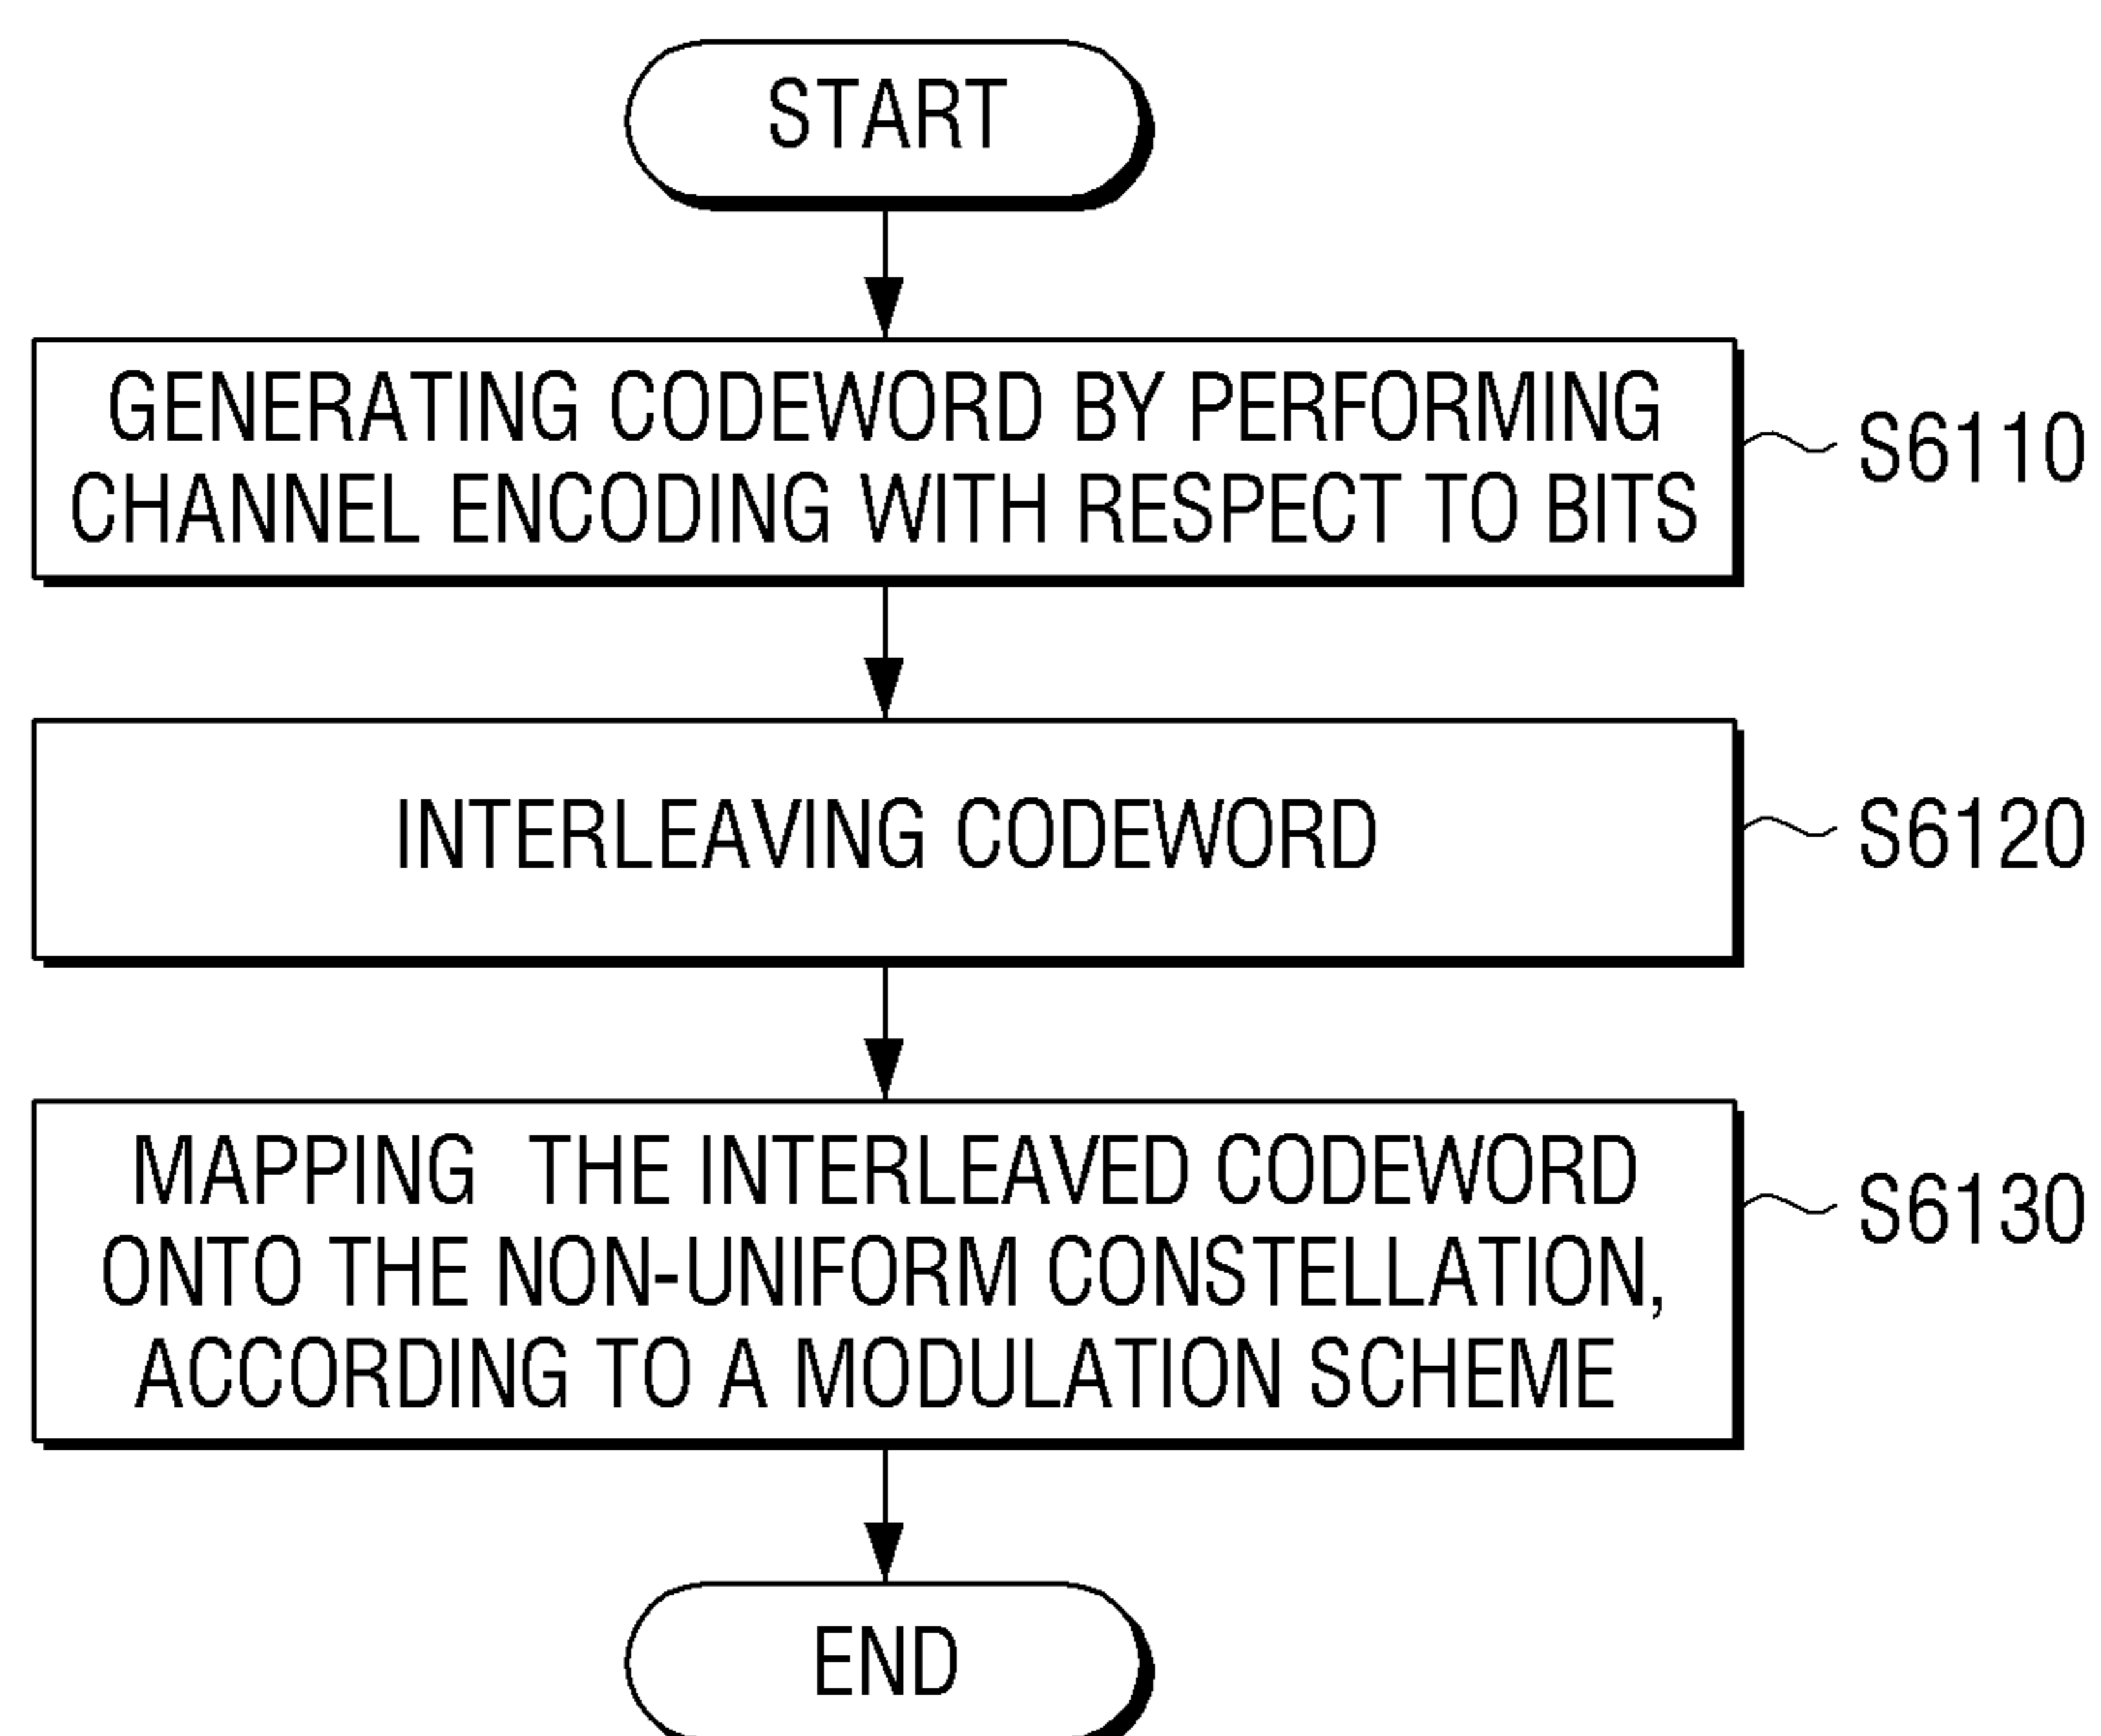 START
GENERATING CODEWORD BY PERFORMING
CHANNEL ENCODING WITH RESPECT TO BITS
S6110
INTERLEAVING CODEWORD
S6120
MAPPING THE INTERLEAVED CODEWORD
ONTO THE NON-UNIFORM CONSTELLATION,
ACCORDING TO A MODULATION SCHEME
S6130
END